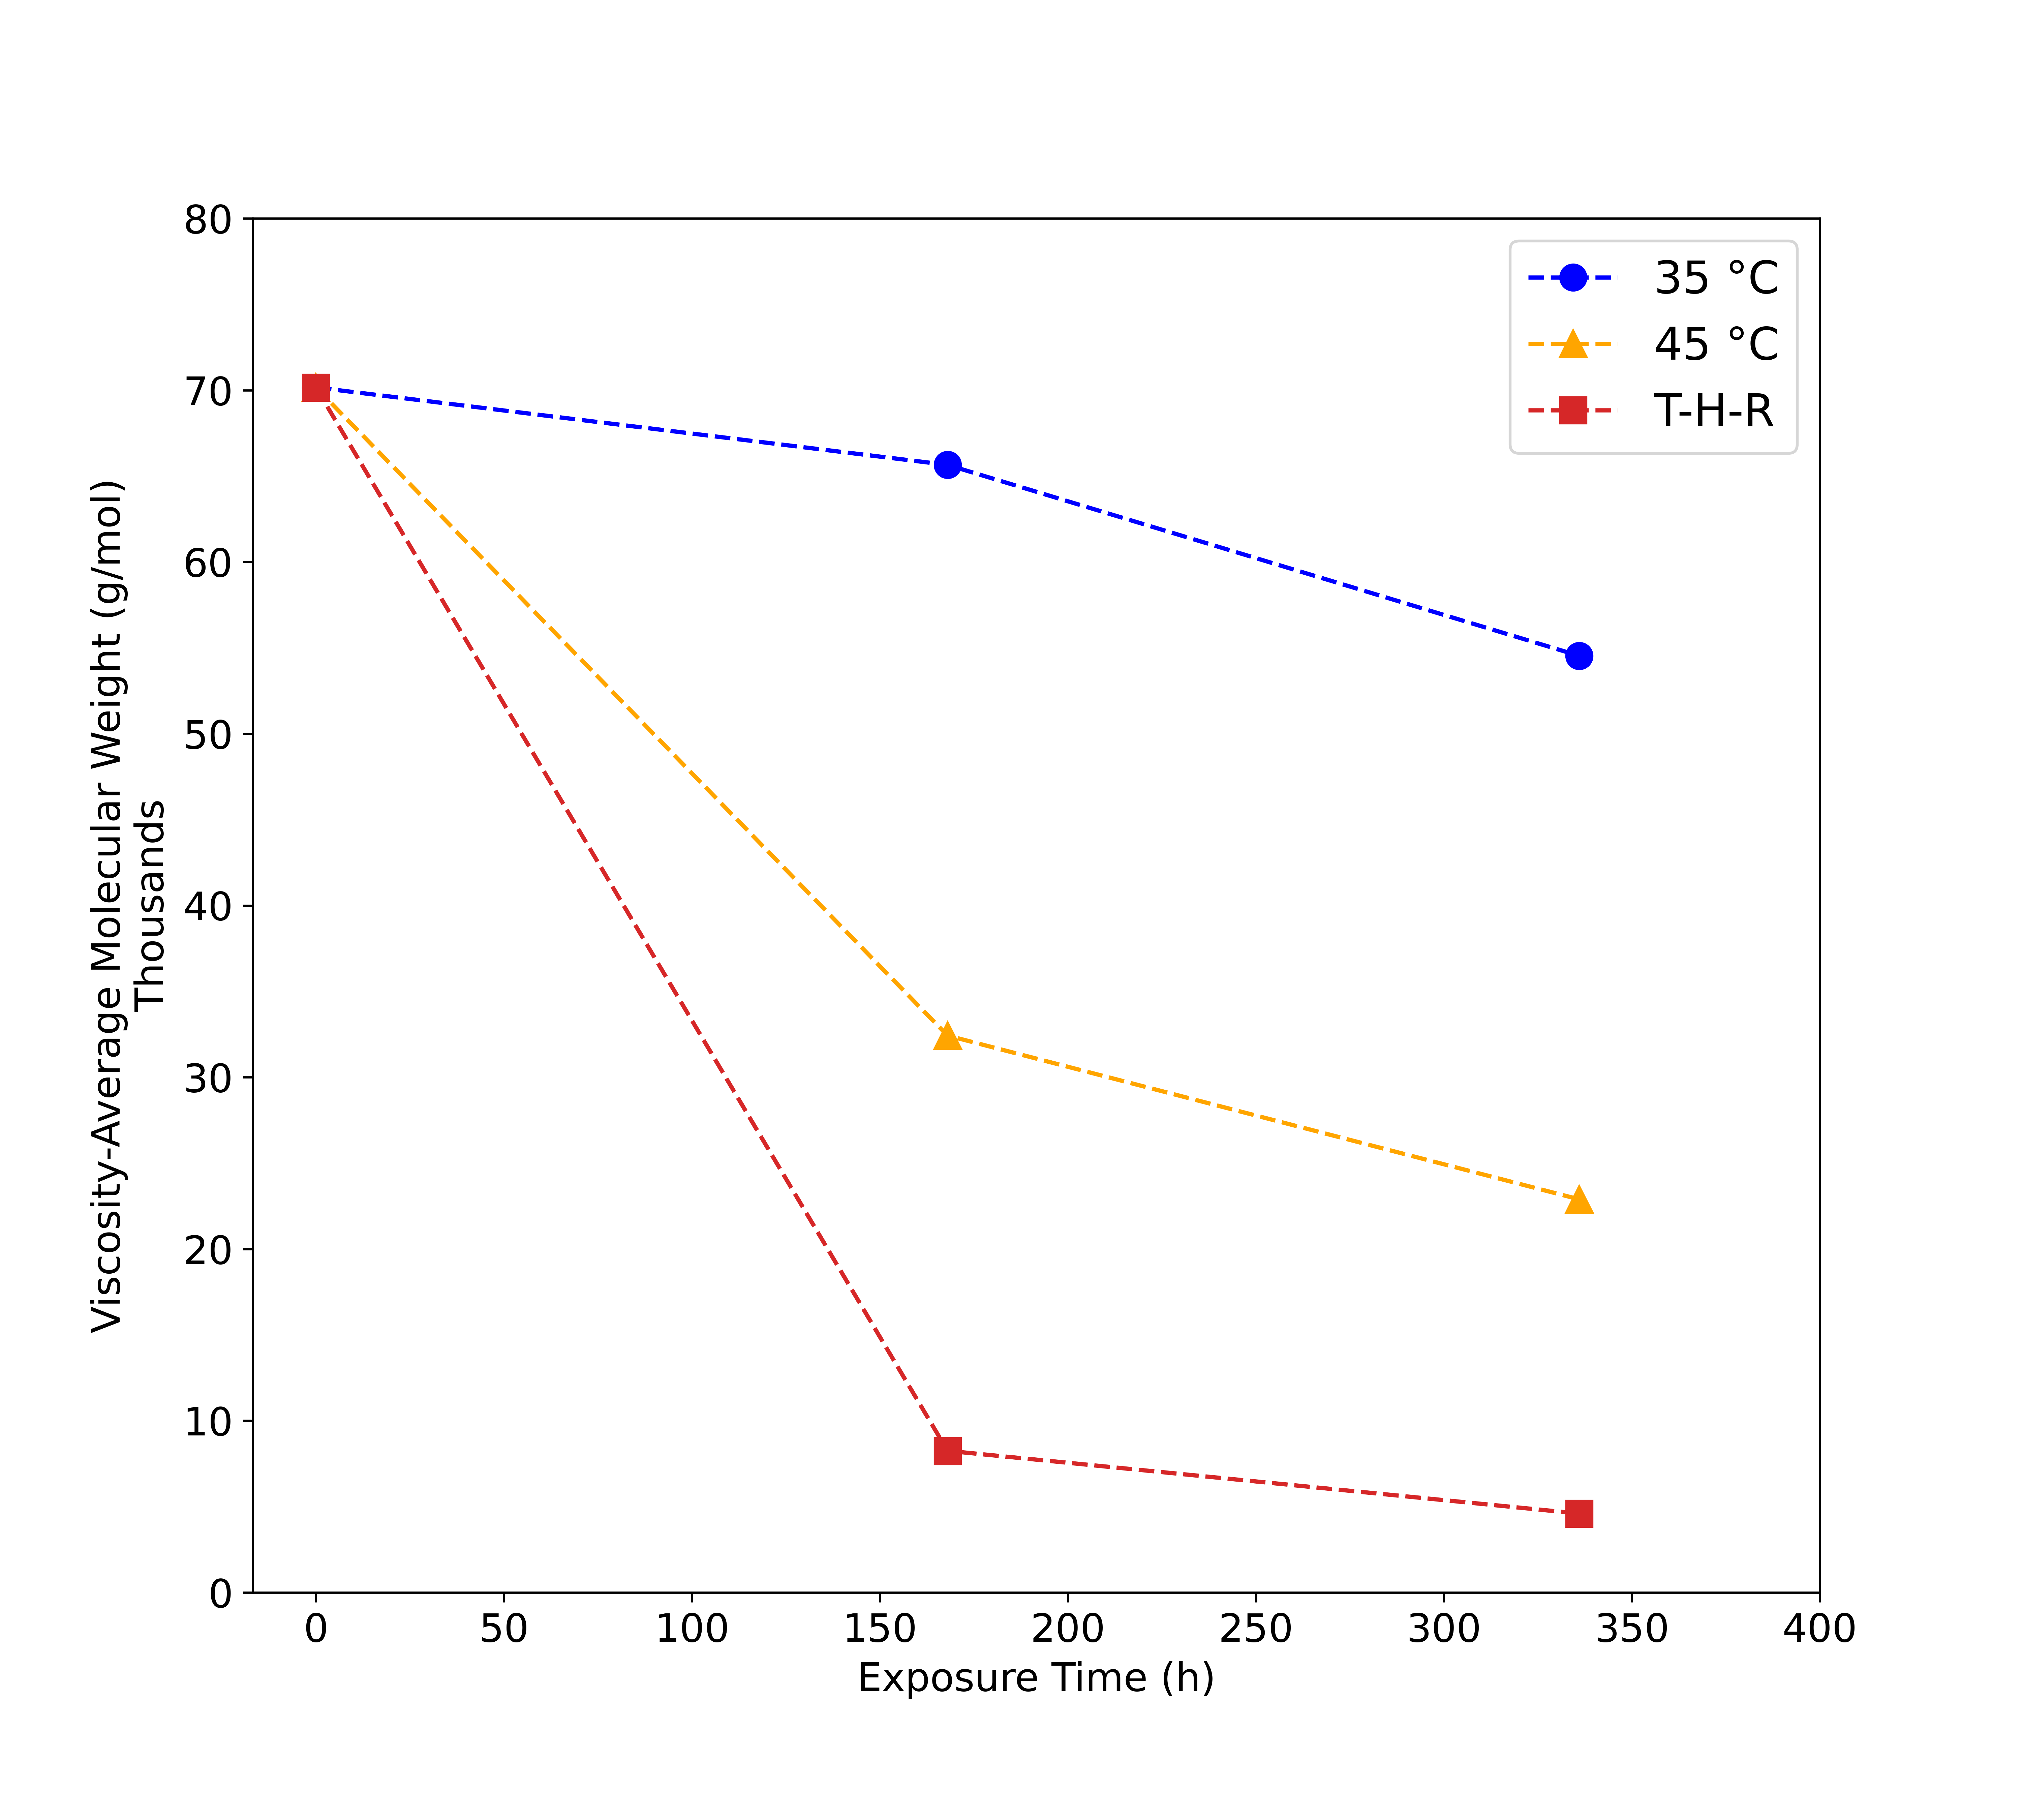 80
70
60
50
40
30
20
10
0
Viscosity-Average Molecular Weight (g/mol)
Thousands
35 °C
45 °C
T-H-R
0 50 100 150 200 250 300 350 400
Exposure Time (h)